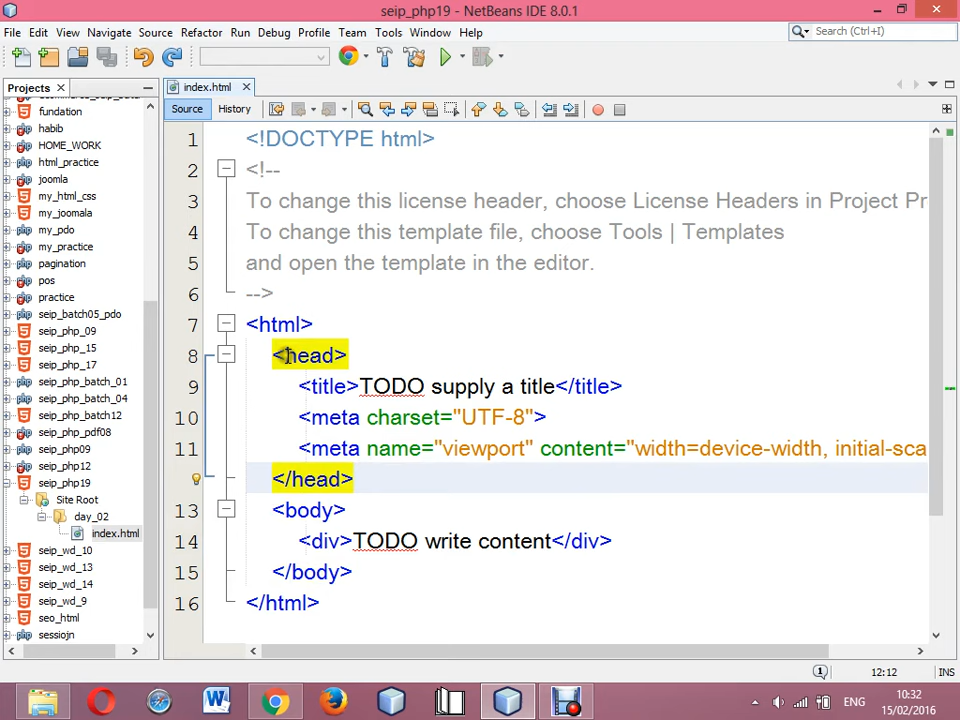 seip_php19 - NetBeans IDE 8.0.1
File Edit View Navigate Source Refactor Run Debug Profile Team Tools Window Help
Search (Ctrl+I)
Projects
index.html
Source History
fundation
habib
HOME_WORK
html_practice
joomla
my_html_css
my_joomala
my_pdo
my_practice
pagination
pos
practice
seip_batch05_pdo
seip_php_09
seip_php_15
seip_php_17
seip_php_batch_01
seip_php_batch_04
seip_php_batch12
seip_php_pdf08
seip_php09
seip_php12
seip_php19
Site Root
day_02
index.html
seip_wd_10
seip_wd_13
seip_wd_14
seip_wd_9
seo_html
sessiojn
1 <!DOCTYPE html>
2 <!--
3 To change this license header, choose License Headers in Project Pr
4 To change this template file, choose Tools | Templates
5 and open the template in the editor.
6 -->
7 <html>
8 <head>
9 <title>TODO supply a title</title>
10 <meta charset="UTF-8">
11 <meta name="viewport" content="width=device-width, initial-sca
</head>
13 <body>
14 <div>TODO write content</div>
15 </body>
16 </html>
12:12 INS
ENG
10:32
15/02/2016